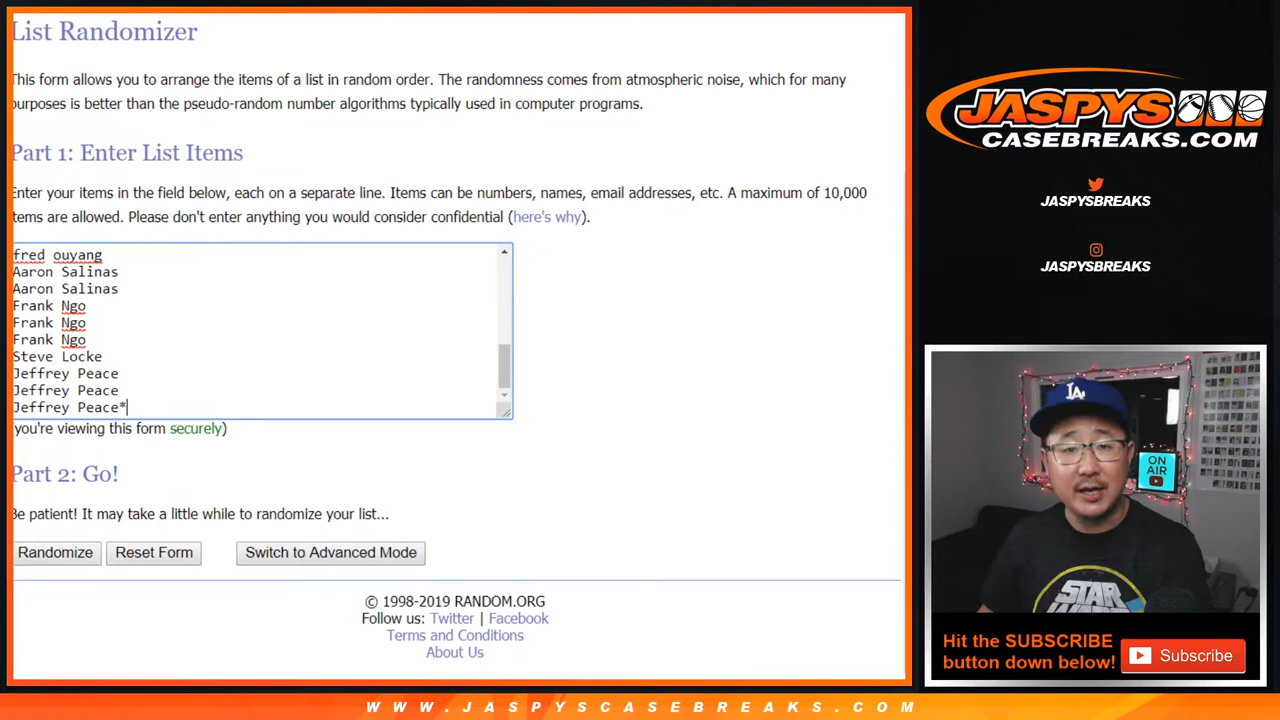 List Randomizer
This form allows you to arrange the items of a list in random order. The randomness comes from atmospheric noise, which for many
purposes is better than the pseudo-random number algorithms typically used in computer programs.
Part 1: Enter List Items
Enter your items in the field below, each on a separate line. Items can be numbers, names, email addresses, etc. A maximum of 10,000
items are allowed. Please don't enter anything you would consider confidential (here's why).
fred ouyang
Aaron Salinas
Aaron Salinas
Frank Ngo
Frank Ngo
Frank Ngo
Steve Locke
Jeffrey Peace
Jeffrey Peace
Jeffrey Peace*
you're viewing this form securely)
Part 2: Go!
Be patient! It may take a little while to randomize your list...
Randomize
Reset Form
Switch to Advanced Mode
© 1998-2019 RANDOM.ORG
Follow us: Twitter | Facebook
Terms and Conditions
About Us
JASPYS
CASEBREAKS.COM
JASPYSBREAKS
JASPYSBREAKS
LA
ON
AIR
STAR
Hit the SUBSCRIBE
button down below!
Subscribe
WWW.JASPYSCASEBREAKS.COM